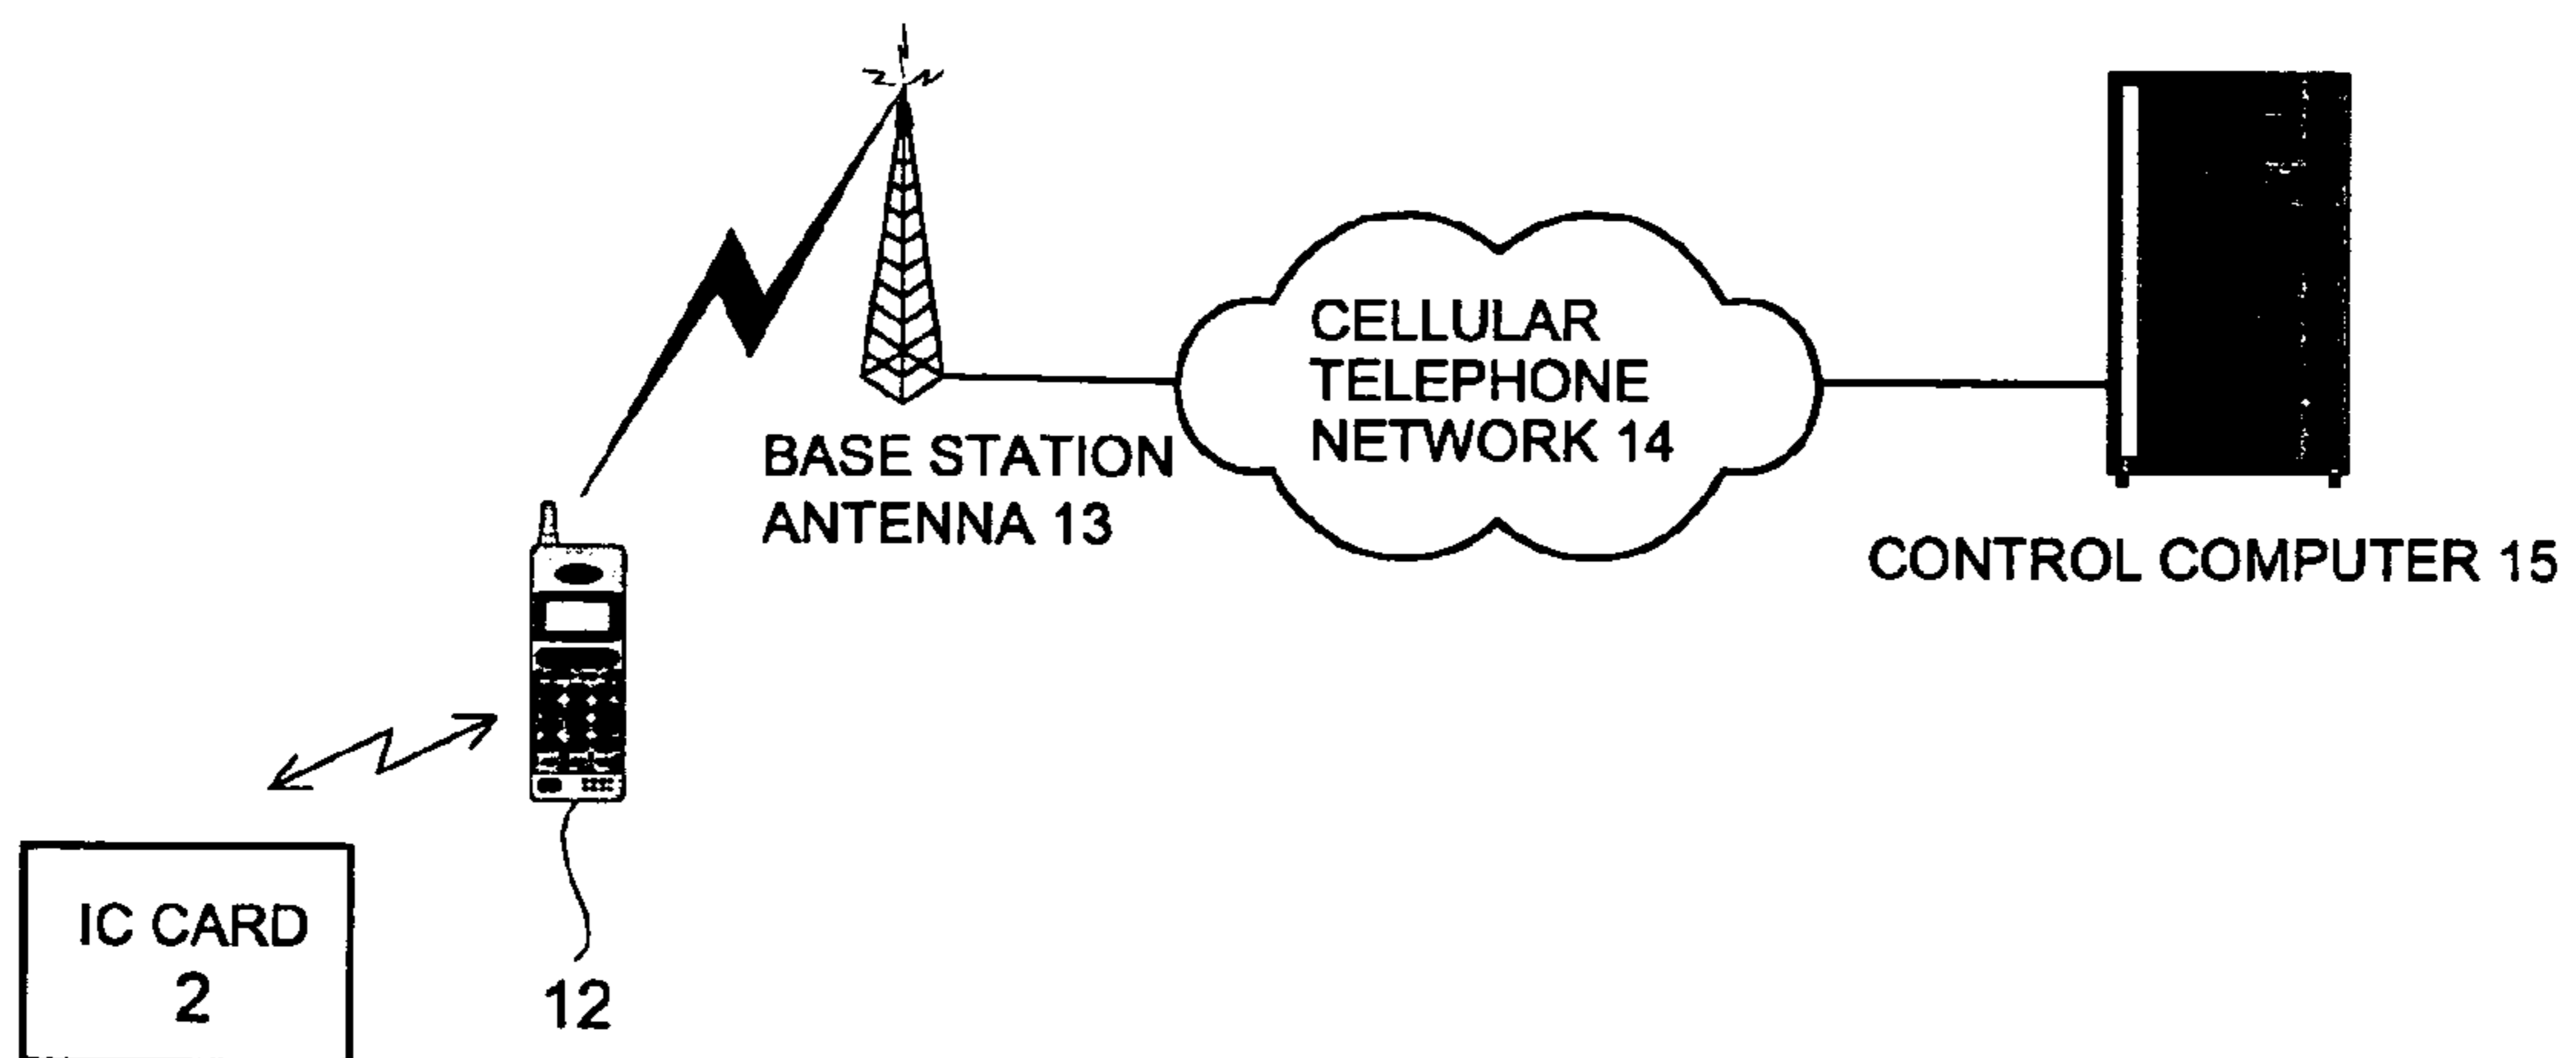 CELLULAR
TELEPHONE
NETWORK 14
BASE STATION
ANTENNA 13
CONTROL COMPUTER 15
IC CARD
2
12